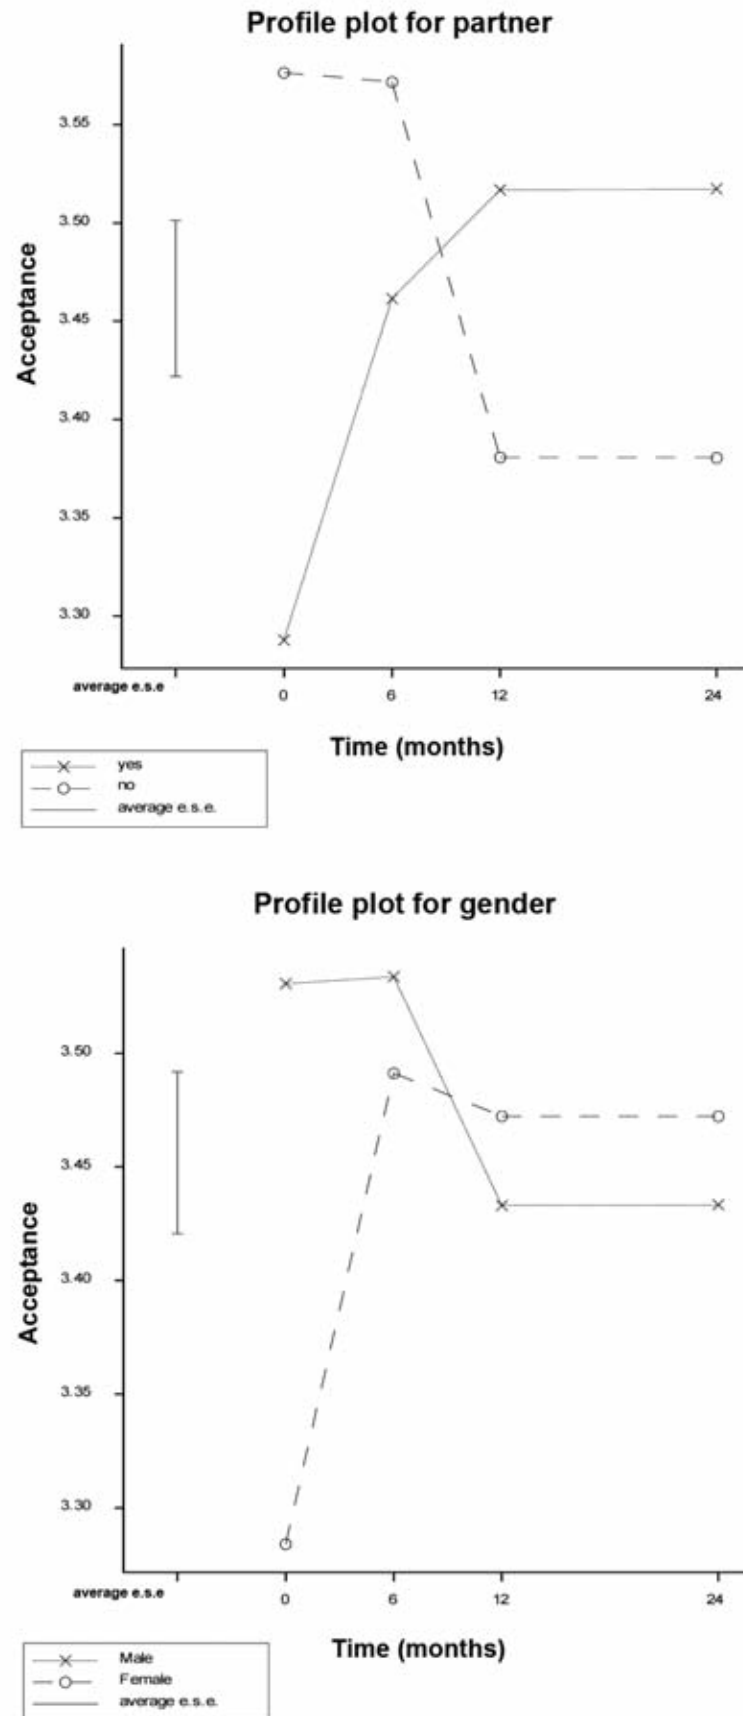 Profile plot for partner
3.55
3.50
3.45
3.40
3.35
3.30
Acceptance
average e.s.e
0
6
12
24
Time (months)
yes
no
average e.s.e.
Profile plot for gender
3.50
3.45
3.40
3.35
3.30
Acceptance
average e.s.e
0
6
12
24
Time (months)
Male
Female
average e.s.e.